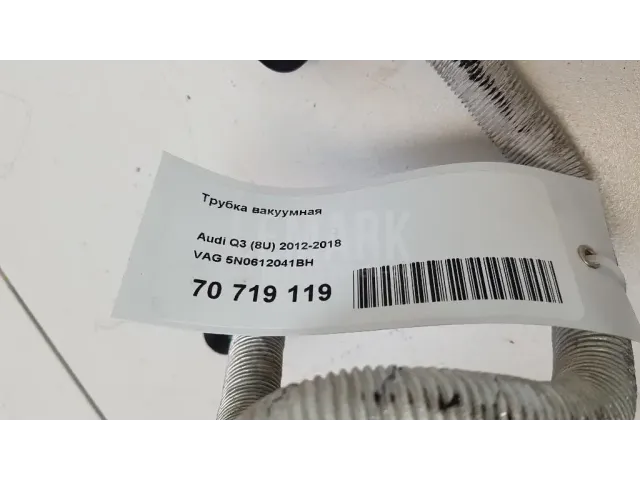 Трубка вакуумная
Audi Q3 (8U) 2012-2018
VAG 5N0612041BH
70 719 119